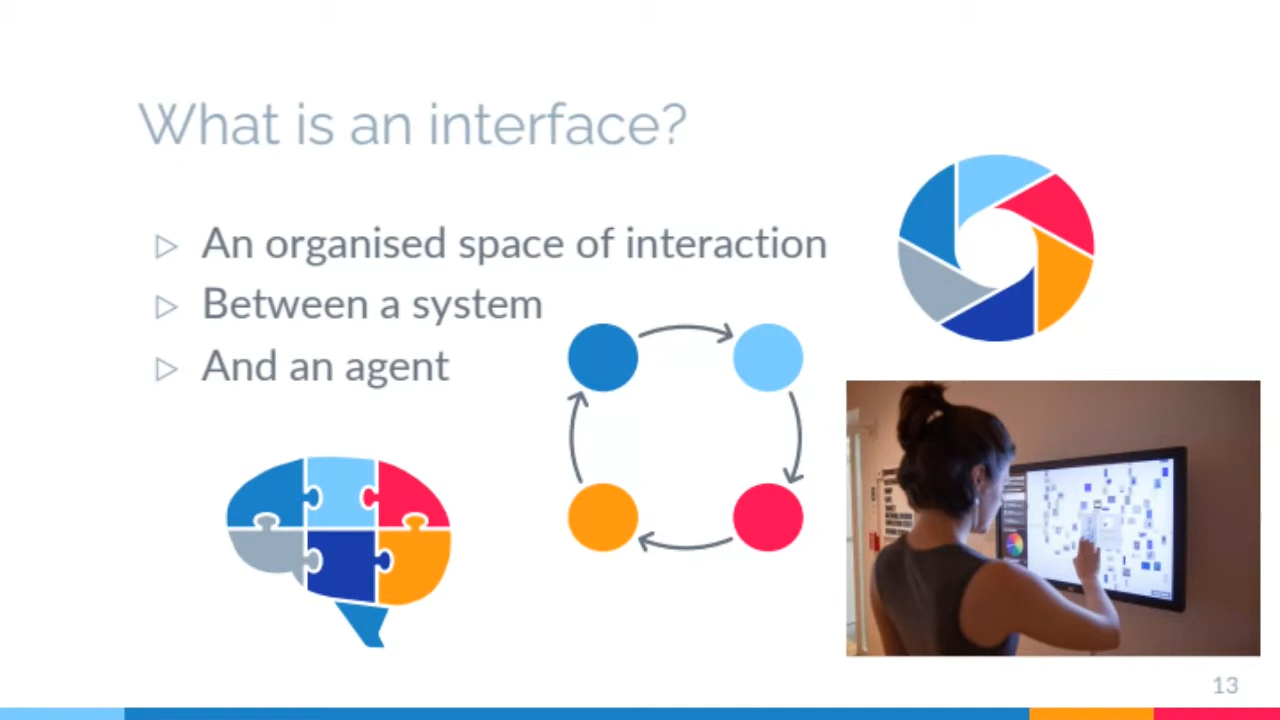 What is an interface?
▷ An organised space of interaction
▷ Between a system
▷ And an agent
13